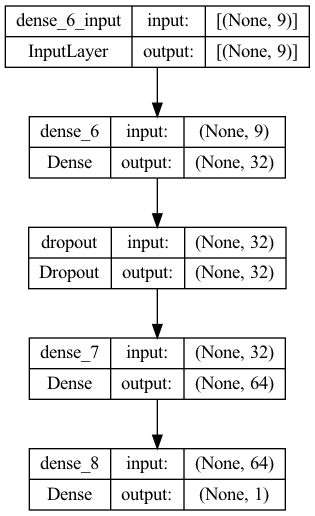 dense_6_input input: [(None, 9)]
InputLayer output: [(None, 9)]
dense_6 input: (None, 9)
Dense output: (None, 32)
dropout input: (None, 32)
Dropout output: (None, 32)
dense_7 input: (None, 32)
Dense output: (None, 64)
dense_8 input: (None, 64)
Dense output: (None, 1)